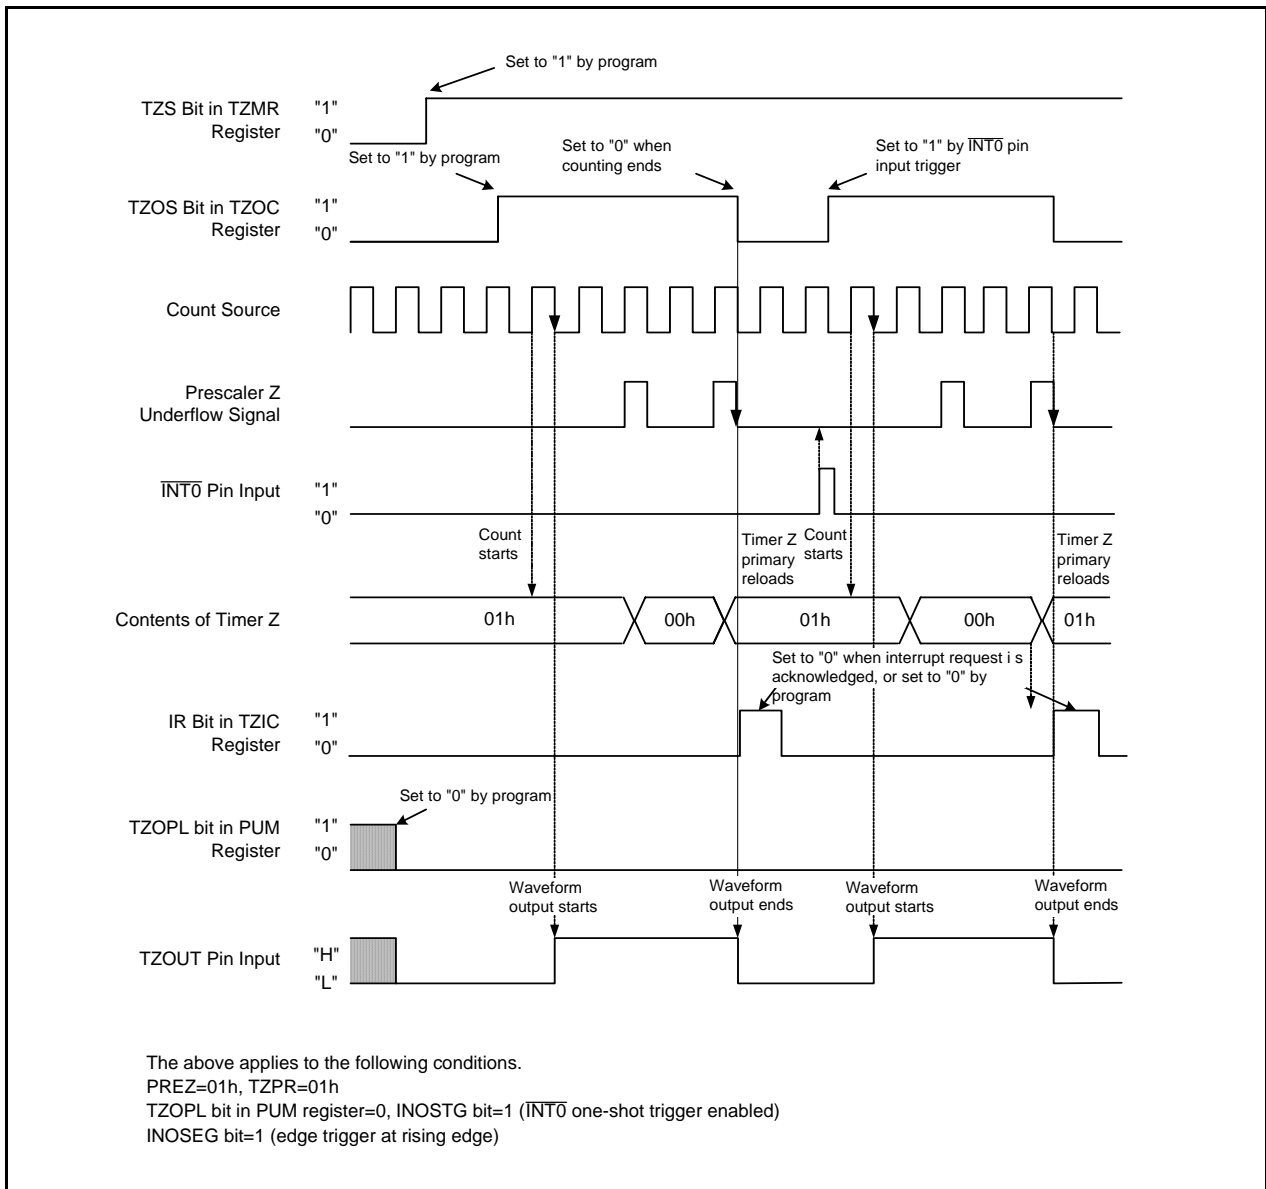 Set to "1" by program
TZS Bit in TZMR
Register
"1"
"0"
Set to "1" by program
Set to "0" when
counting ends
Set to "1" by INT0 pin
input trigger
TZOS Bit in TZOC
Register
"1"
"0"
Count Source
Prescaler Z
Underflow Signal
INT0 Pin Input
"1"
"0"
Count
starts
Timer Z
primary
reloads
Count
starts
Timer Z
primary
reloads
Contents of Timer Z
01h
00h
01h
00h
01h
Set to "0" when interrupt request i s
acknowledged, or set to "0" by
program
IR Bit in TZIC
Register
"1"
"0"
Set to "0" by program
TZOPL bit in PUM
Register
"1"
"0"
Waveform
output starts
Waveform
output ends
Waveform
output starts
Waveform
output ends
TZOUT Pin Input
"H"
"L"
The above applies to the following conditions.
PREZ=01h, TZPR=01h
TZOPL bit in PUM register=0, INOSTG bit=1 (INT0 one-shot trigger enabled)
INOSEG bit=1 (edge trigger at rising edge)